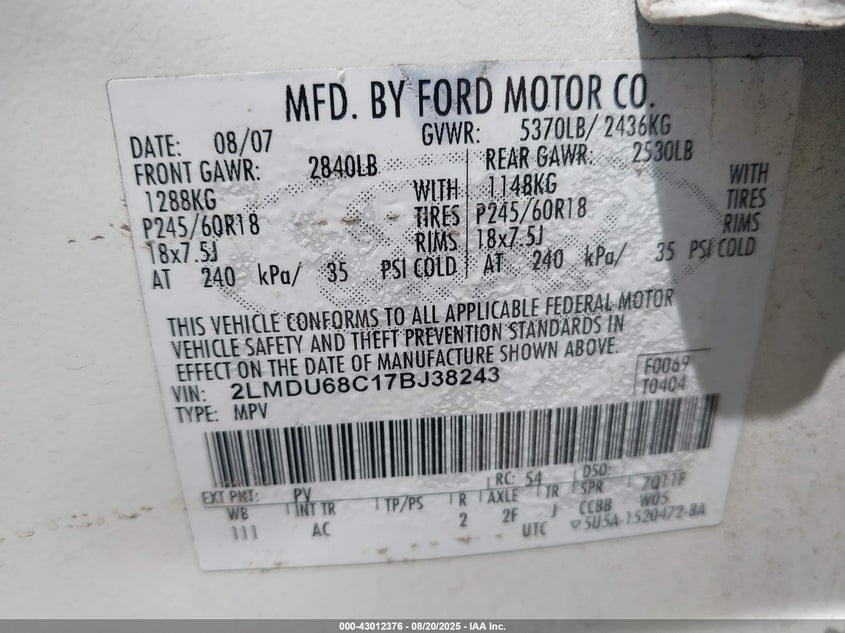 MFD. BY FORD MOTOR CO.
DATE: 08/07 GVWR: 5370LB/ 2436KG
FRONT GAWR: 2840LB REAR GAWR: 2530LB
1288KG WITH 1148KG WITH
P245/60R18 TIRES P245/60R18 TIRES
18x7.5J RIMS 18x7.5J RIMS
AT 240 kPa/ 35 PSI COLD AT 240 kPa/ 35 PSI COLD
THIS VEHICLE CONFORMS TO ALL APPLICABLE FEDERAL MOTOR
VEHICLE SAFETY AND THEFT PREVENTION STANDARDS IN
EFFECT ON THE DATE OF MANUFACTURE SHOWN ABOVE.
VIN: 2LMDU68C17BJ38243 F0069
TYPE: MPV T0404
EXT PNT: PV RC: 54 DSO:
WB INT TR TP/PS R AXLE TR SPR 7Q11F
111 AC 2 2F J CCBB W05
UTC 5U5A-1520472-BA
000-43012376 | 08/20/2025 - IAA Inc.